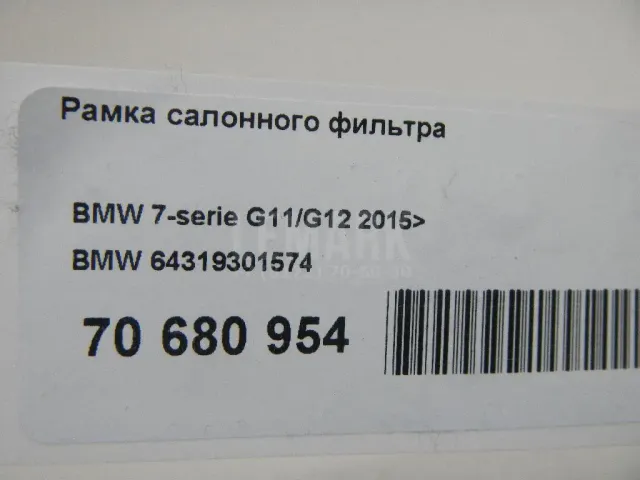 Рамка салонного фильтра
BMW 7-serie G11/G12 2015>
BMW 64319301574
70 680 954